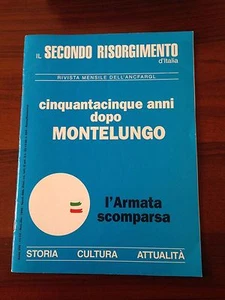 IL SECONDO RISORGIMENTO
d'Italia
RIVISTA MENSILE DELL'ANCFARGL
cinquantacinque anni
dopo
MONTELUNGO
l'Armata
scomparsa
STORIA CULTURA ATTUALITÀ